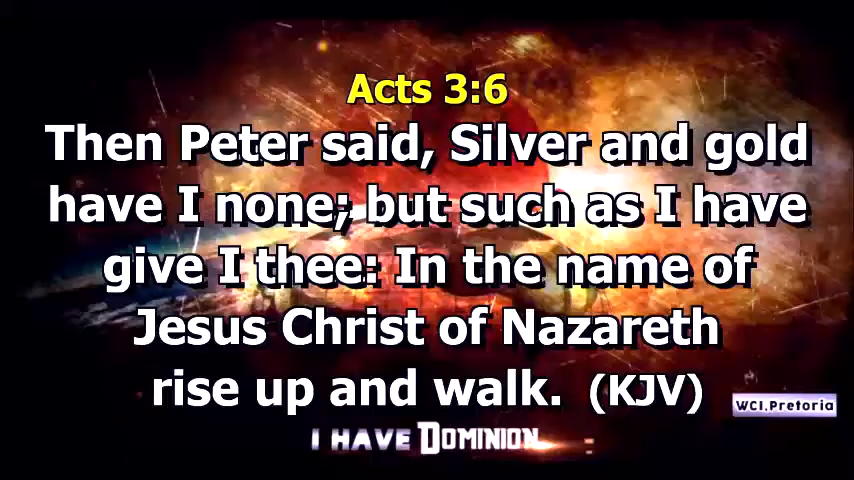 Acts 3:6
Then Peter said, Silver and gold
have I none; but such as I have
give I thee: In the name of
Jesus Christ of Nazareth
rise up and walk. (KJV)
WCI,Pretoria
I HAVE DOMINION